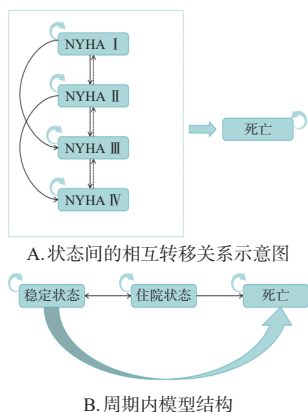 NYHA Ⅰ
NYHA Ⅱ
死亡
NYHA Ⅲ
NYHA Ⅳ
A.状态间的相互转移关系示意图
稳定状态 住院状态 死亡
B.周期内模型结构